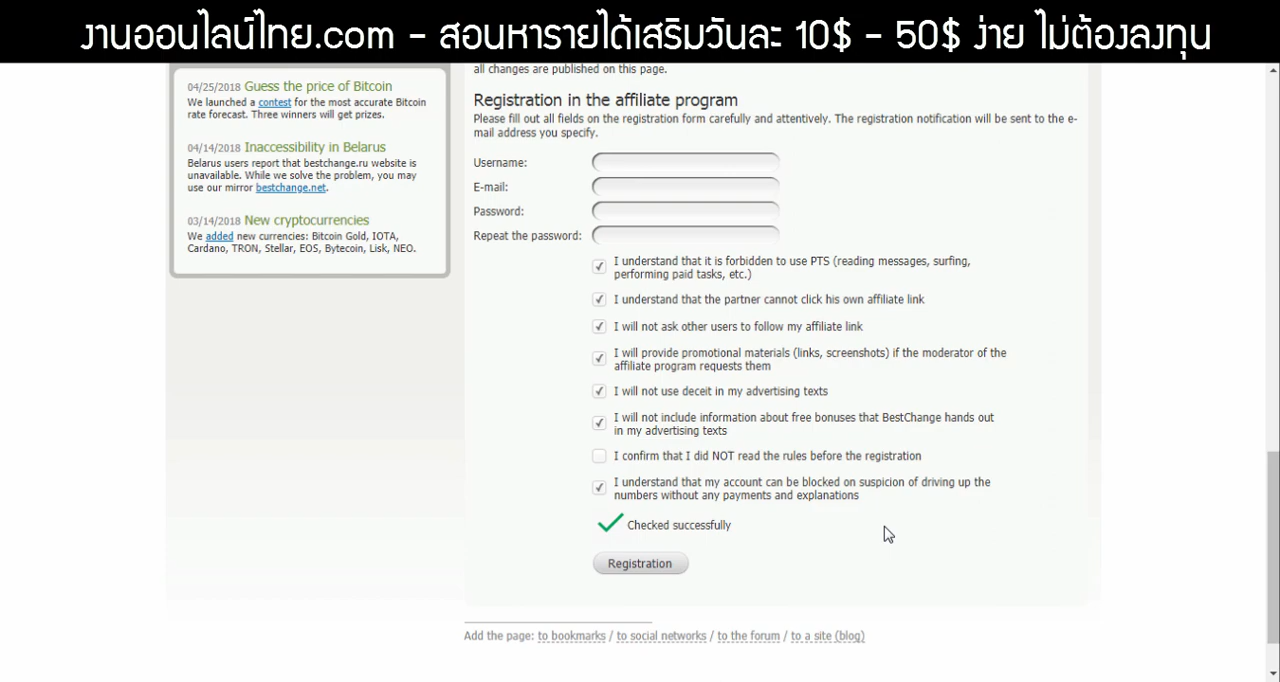 งานออนไลน์ไทย.com - สอนหารายได้เสริมวันละ 10$ - 50$ ง่าย ไม่ต้องลงทุน
04/25/2018 Guess the price of Bitcoin
We launched a contest for the most accurate Bitcoin
rate forecast. Three winners will get prizes.
04/14/2018 Inaccessibility in Belarus
Belarus users report that bestchange.ru website is
unavailable. While we solve the problem, you may
use our mirror bestchange.net.
03/14/2018 New cryptocurrencies
We added new currencies: Bitcoin Gold, IOTA,
Cardano, TRON, Stellar, EOS, Bytecoin, Lisk, NEO.
all changes are published on this page.
Registration in the affiliate program
Please fill out all fields on the registration form carefully and attentively. The registration notification will be sent to the e-
mail address you specify.
Username:
E-mail:
Password:
Repeat the password:
I understand that it is forbidden to use PTS (reading messages, surfing,
performing paid tasks, etc.)
I understand that the partner cannot click his own affiliate link
I will not ask other users to follow my affiliate link
I will provide promotional materials (links, screenshots) if the moderator of the
affiliate program requests them
I will not use deceit in my advertising texts
I will not include information about free bonuses that BestChange hands out
in my advertising texts
I confirm that I did NOT read the rules before the registration
I understand that my account can be blocked on suspicion of driving up the
numbers without any payments and explanations
Checked successfully
Registration
Add the page: to bookmarks / to social networks / to the forum / to a site (blog)